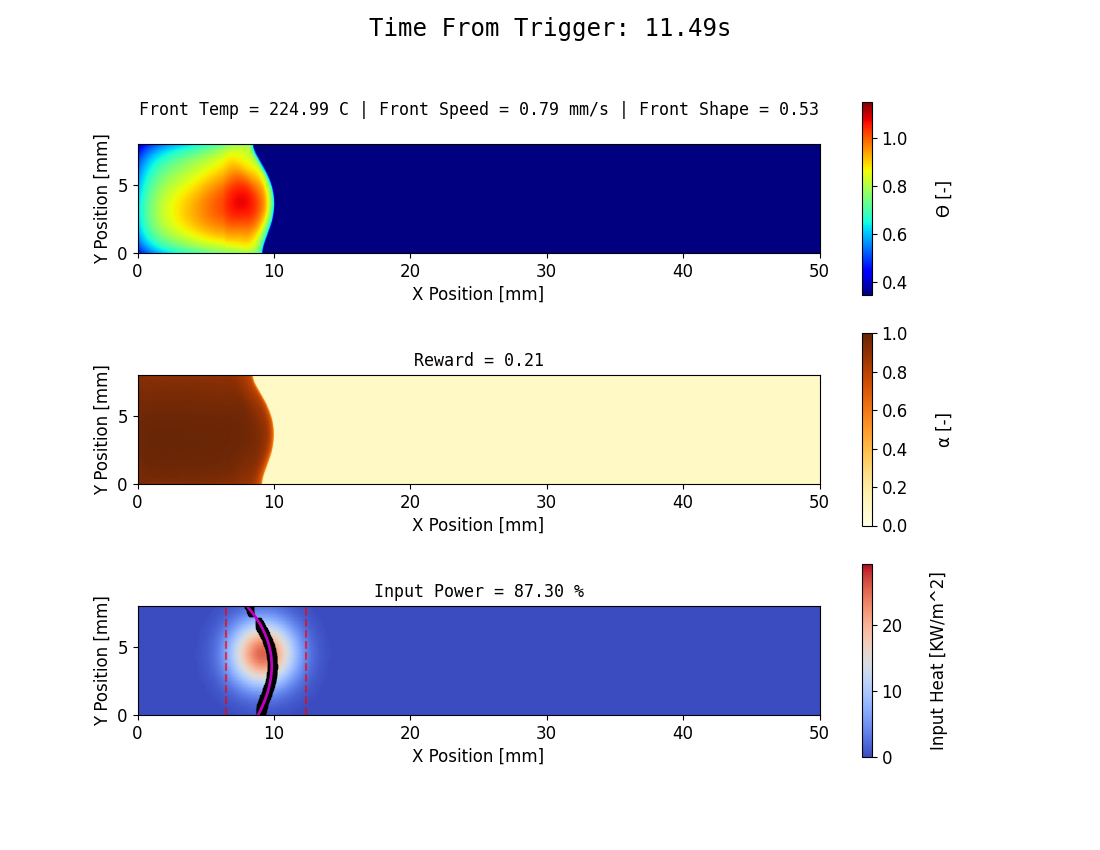 Time From Trigger: 11.49s
Front Temp = 224.99 C | Front Speed = 0.79 mm/s | Front Shape = 0.53
Y Position [mm]
5
0
0 10 20 30 40 50
X Position [mm]
1.0
0.8
0.6
0.4
Θ [-]
Reward = 0.21
Y Position [mm]
5
0
0 10 20 30 40 50
X Position [mm]
1.0
0.8
0.6
0.4
0.2
0.0
α [-]
Input Power = 87.30 %
Y Position [mm]
5
0
0 10 20 30 40 50
X Position [mm]
20
10
0
Input Heat [KW/m^2]